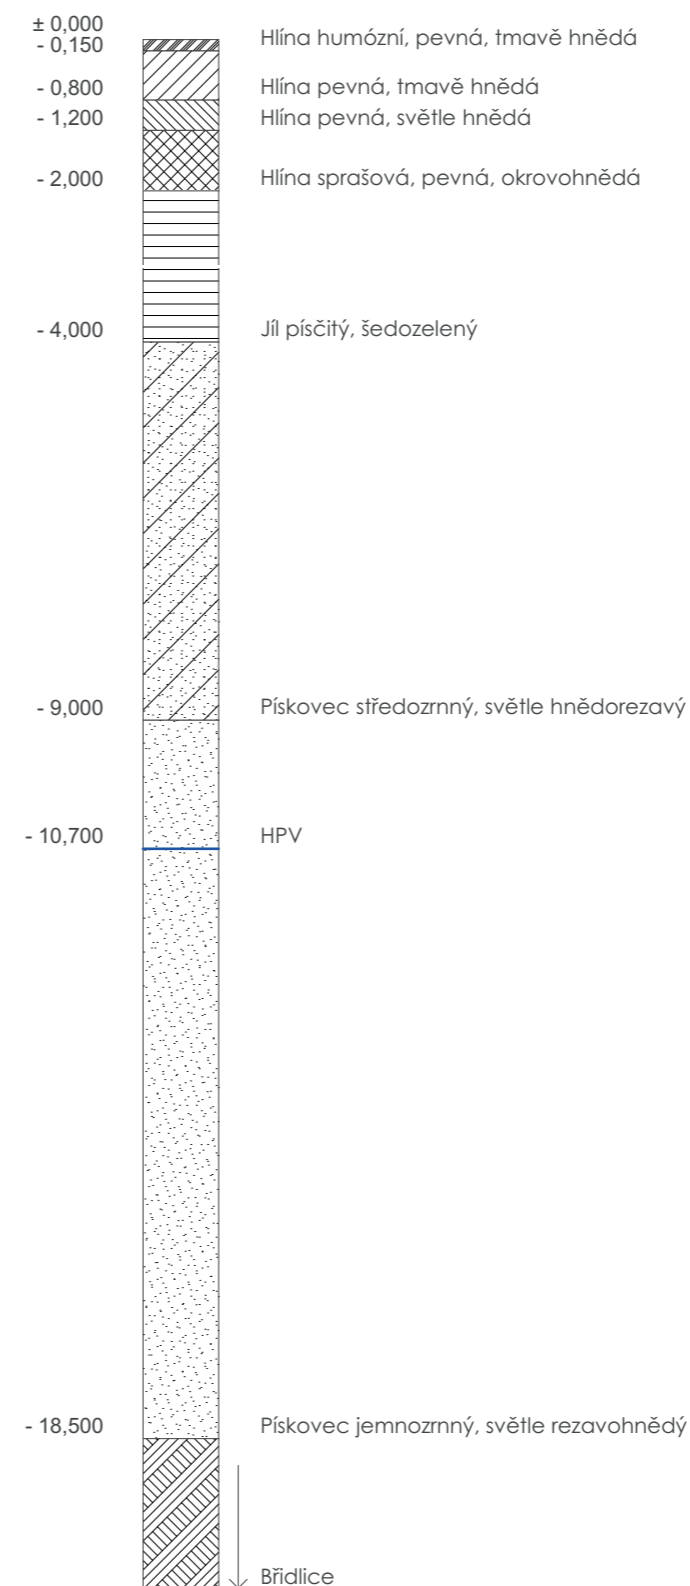 ± 0,000
- 0,150 Hlína humózní, pevná, tmavě hnědá
- 0,800 Hlína pevná, tmavě hnědá
- 1,200 Hlína pevná, světle hnědá
- 2,000 Hlína sprašová, pevná, okrovohnědá
- 4,000 Jíl písčitý, šedozelený
- 9,000 Pískovec středozrnný, světle hnědorezavý
- 10,700 HPV
- 18,500 Pískovec jemnozrnný, světle rezavohnědý
Břidlice